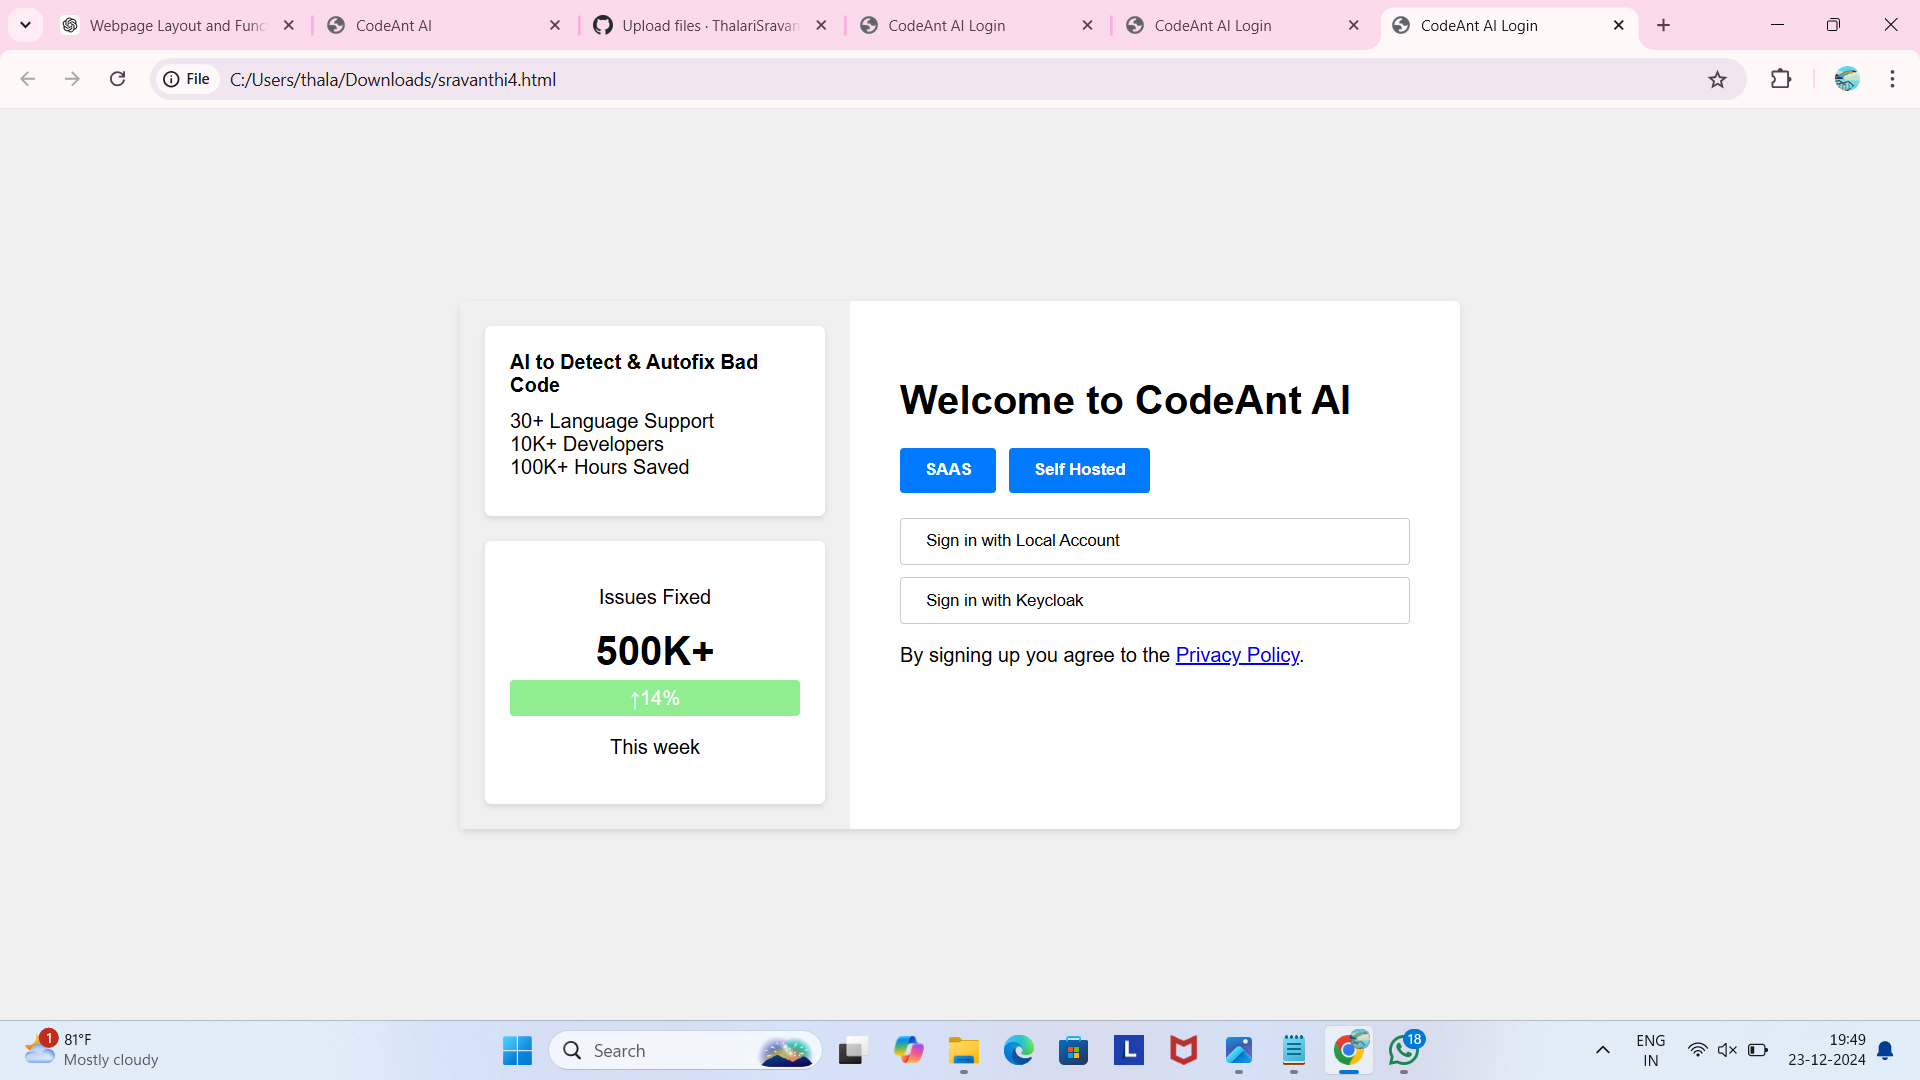 Webpage Layout and Func
CodeAnt AI
Upload files · ThalariSravan
CodeAnt AI Login
CodeAnt AI Login
CodeAnt AI Login
File
C:/Users/thala/Downloads/sravanthi4.html
AI to Detect & Autofix Bad
Code
30+ Language Support
10K+ Developers
100K+ Hours Saved
Issues Fixed
500K+
↑14%
This week
Welcome to CodeAnt AI
SAAS
Self Hosted
Sign in with Local Account
Sign in with Keycloak
By signing up you agree to the Privacy Policy.
1
81°F
Mostly cloudy
Search
L
18
ENG
IN
19:49
23-12-2024